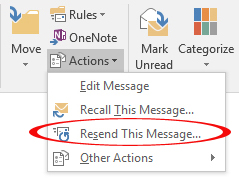 Rules
OneNote
Move
Actions
Mark
Unread
Categorize
Edit Message
Recall This Message...
Resend This Message...
Other Actions